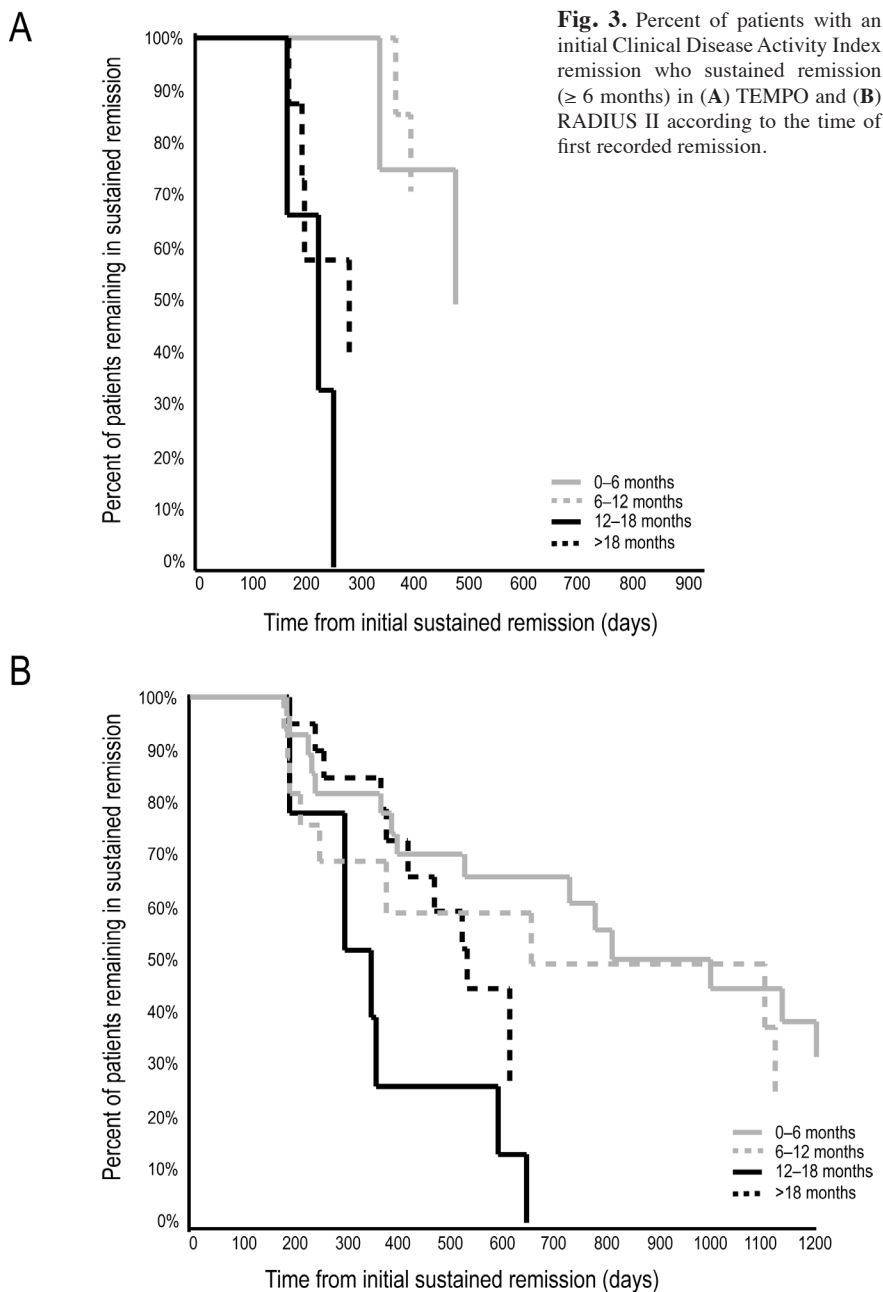 A
Fig. 3. Percent of patients with an
initial Clinical Disease Activity Index
remission who sustained remission
(≥ 6 months) in (A) TEMPO and (B)
RADIUS II according to the time of
first recorded remission.
Percent of patients remaining in sustained remission
100%
90%
80%
70%
60%
50%
40%
30%
20%
10%
0%
0–6 months
6–12 months
12–18 months
>18 months
0 100 200 300 400 500 600 700 800 900
Time from initial sustained remission (days)
B
Percent of patients remaining in sustained remission
100%
90%
80%
70%
60%
50%
40%
30%
20%
10%
0%
0–6 months
6–12 months
12–18 months
>18 months
0 100 200 300 400 500 600 700 800 900 1000 1100 1200
Time from initial sustained remission (days)